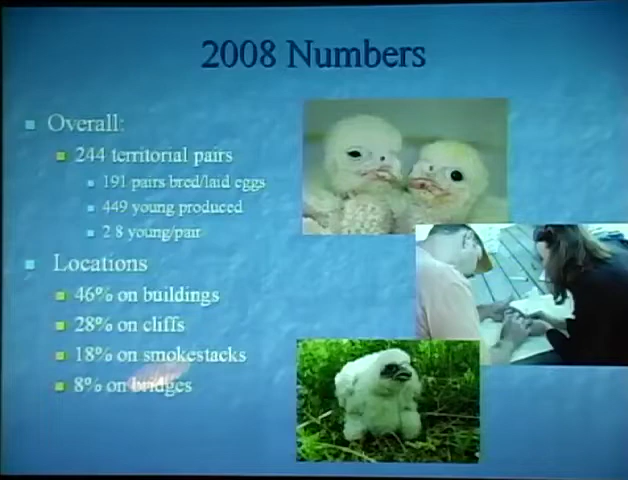 2008 Numbers
Overall:
244 territorial pairs
191 pairs bred/laid eggs
449 young produced
2.8 young/pair
Locations
46% on buildings
28% on cliffs
18% on smokestacks
8% on bridges